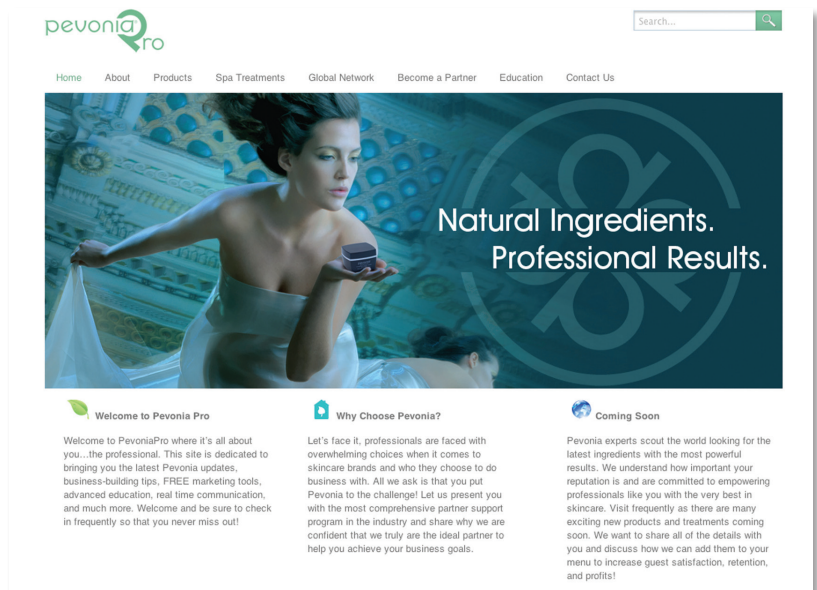 pevonia Pro
Search...
Home About Products Spa Treatments Global Network Become a Partner Education Contact Us
Natural Ingredients.
Professional Results.
Welcome to Pevonia Pro
Welcome to PevoniaPro where it's all about
you…the professional. This site is dedicated to
bringing you the latest Pevonia updates,
business-building tips, FREE marketing tools,
advanced education, real time communication,
and much more. Welcome and be sure to check
in frequently so that you never miss out!
Why Choose Pevonia?
Let's face it, professionals are faced with
overwhelming choices when it comes to
skincare brands and who they choose to do
business with. All we ask is that you put
Pevonia to the challenge! Let us present you
with the most comprehensive partner support
program in the industry and share why we are
confident that we truly are the ideal partner to
help you achieve your business goals.
Coming Soon
Pevonia experts scout the world looking for the
latest ingredients with the most powerful
results. We understand how important your
reputation is and are committed to empowering
professionals like you with the very best in
skincare. Visit frequently as there are many
exciting new products and treatments coming
soon. We want to share all of the details with
you and discuss how we can add them to your
menu to increase guest satisfaction, retention,
and profits!